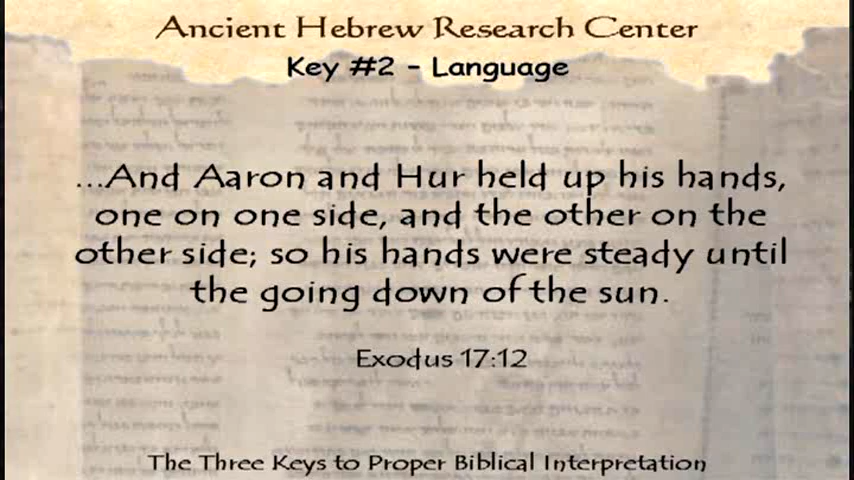 Ancient Hebrew Research Center
Key #2 - Language
...And Aaron and Hur held up his hands,
one on one side, and the other on the
other side; so his hands were steady until
the going down of the sun.
Exodus 17:12
The Three Keys to Proper Biblical Interpretation